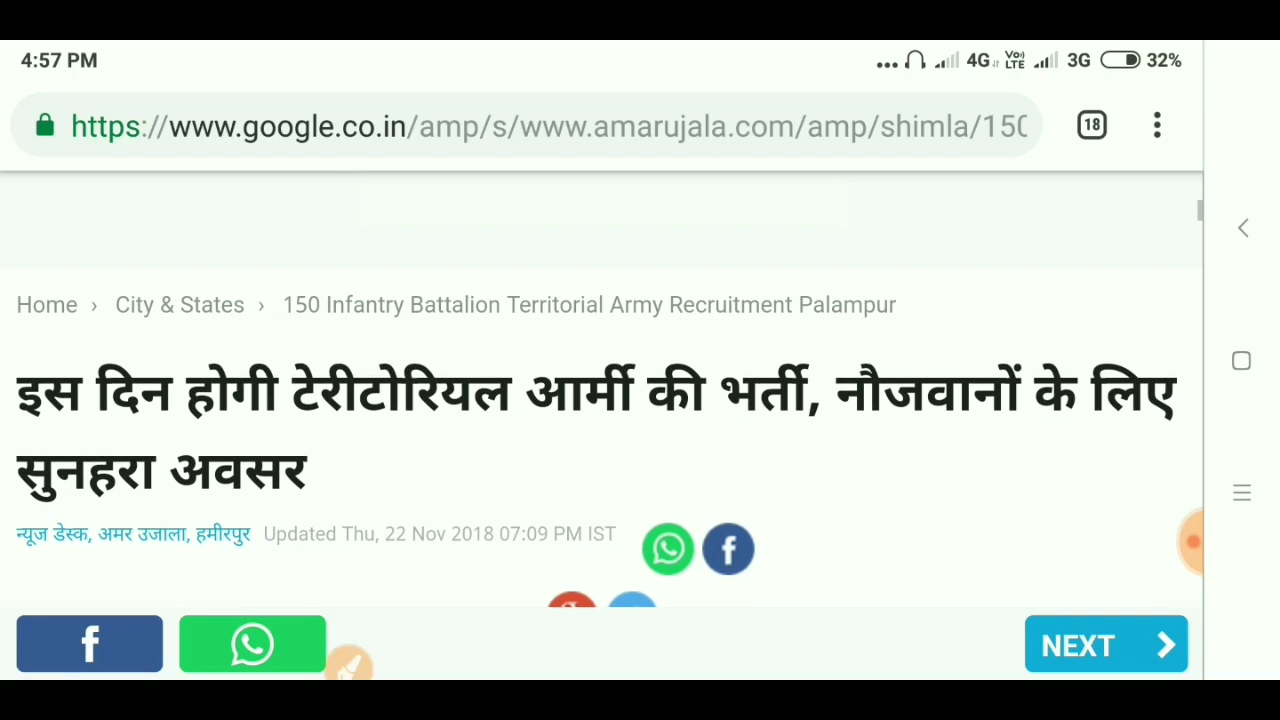 4:57 PM
4G VoLTE 3G 32%
https://www.google.co.in/amp/s/www.amarujala.com/amp/shimla/150
18
Home › City & States › 150 Infantry Battalion Territorial Army Recruitment Palampur
इस दिन होगी टेरीटोरियल आर्मी की भर्ती, नौजवानों के लिए
सुनहरा अवसर
न्यूज डेस्क, अमर उजाला, हमीरपुर Updated Thu, 22 Nov 2018 07:09 PM IST
NEXT